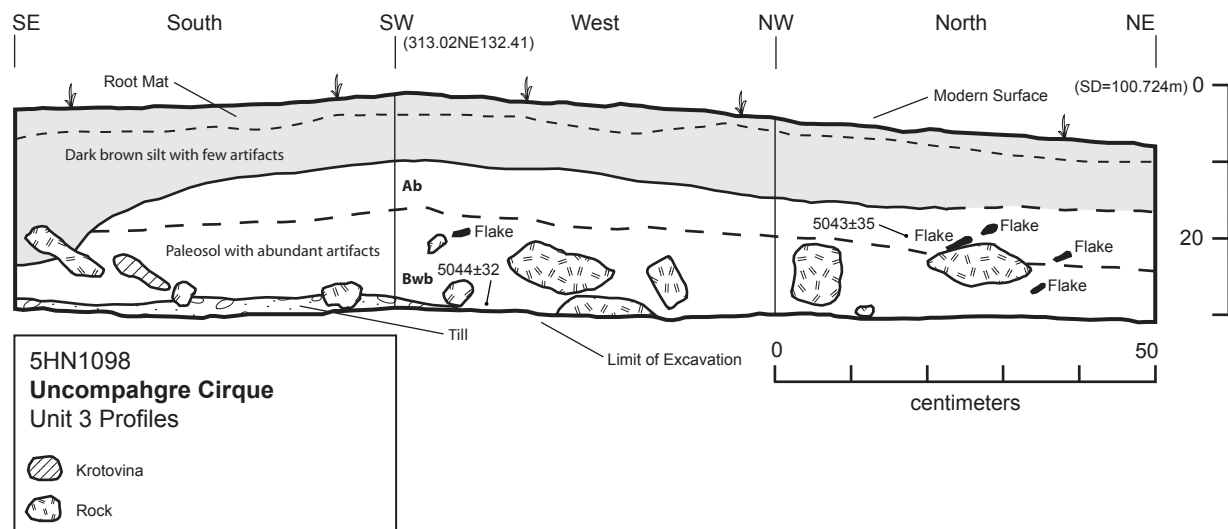 SE South SW West NW North NE
(313.02NE132.41)
0
(SD=100.724m)
Root Mat
Modern Surface
Dark brown silt with few artifacts
Ab
Flake
5043±35
Flake
Flake
20
Paleosol with abundant artifacts
Flake
5044±32
Bwb
Flake
Till
Limit of Excavation
0 50
centimeters
5HN1098
Uncompahgre Cirque
Unit 3 Profiles
Krotovina
Rock